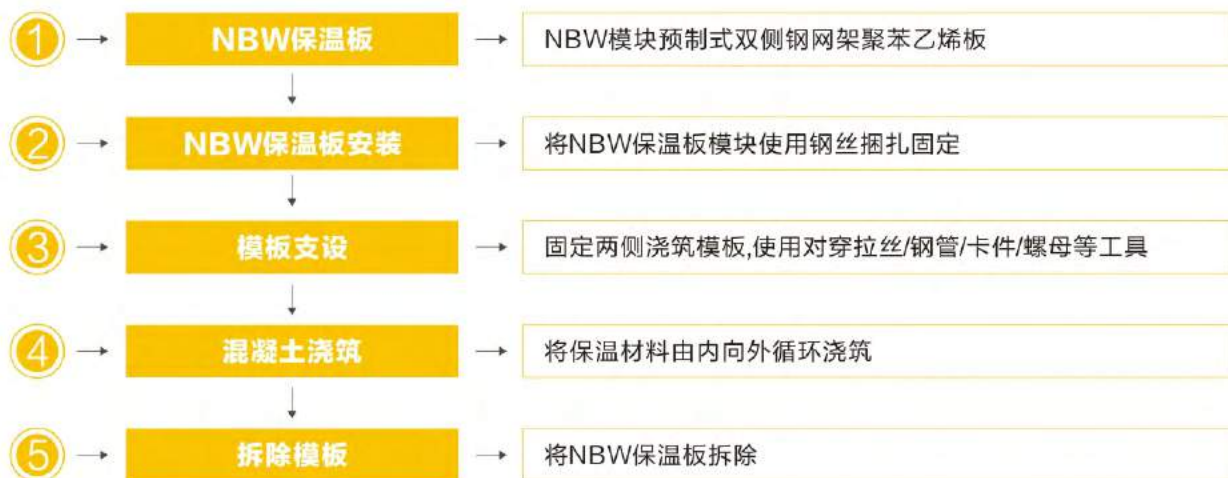 1 NBW保温板 NBW模块预制式双侧钢网架聚苯乙烯板
2 NBW保温板安装 将NBW保温板模块使用钢丝捆扎固定
3 模板支设 固定两侧浇筑模板,使用对穿拉丝/钢管/卡件/螺母等工具
4 混凝土浇筑 将保温材料由内向外循环浇筑
5 拆除模板 将NBW保温板拆除